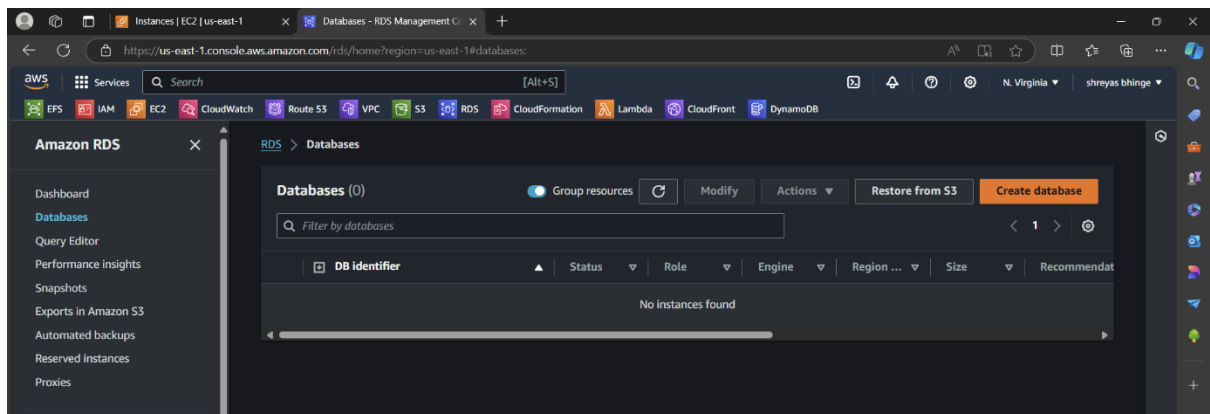 Instances | EC2 | us-east-1
Databases - RDS Management Co
https://us-east-1.console.aws.amazon.com/rds/home?region=us-east-1#databases:
aws
Services
Search
[Alt+S]
N. Virginia
shreyas bhinge
EFS
IAM
EC2
CloudWatch
Route 53
VPC
S3
RDS
CloudFormation
Lambda
CloudFront
DynamoDB
Amazon RDS
RDS > Databases
Dashboard
Databases
Query Editor
Performance insights
Snapshots
Exports in Amazon S3
Automated backups
Reserved instances
Proxies
Databases (0)
Group resources
Modify
Actions
Restore from S3
Create database
Filter by databases
1
DB identifier
Status
Role
Engine
Region ...
Size
Recommendat
No instances found